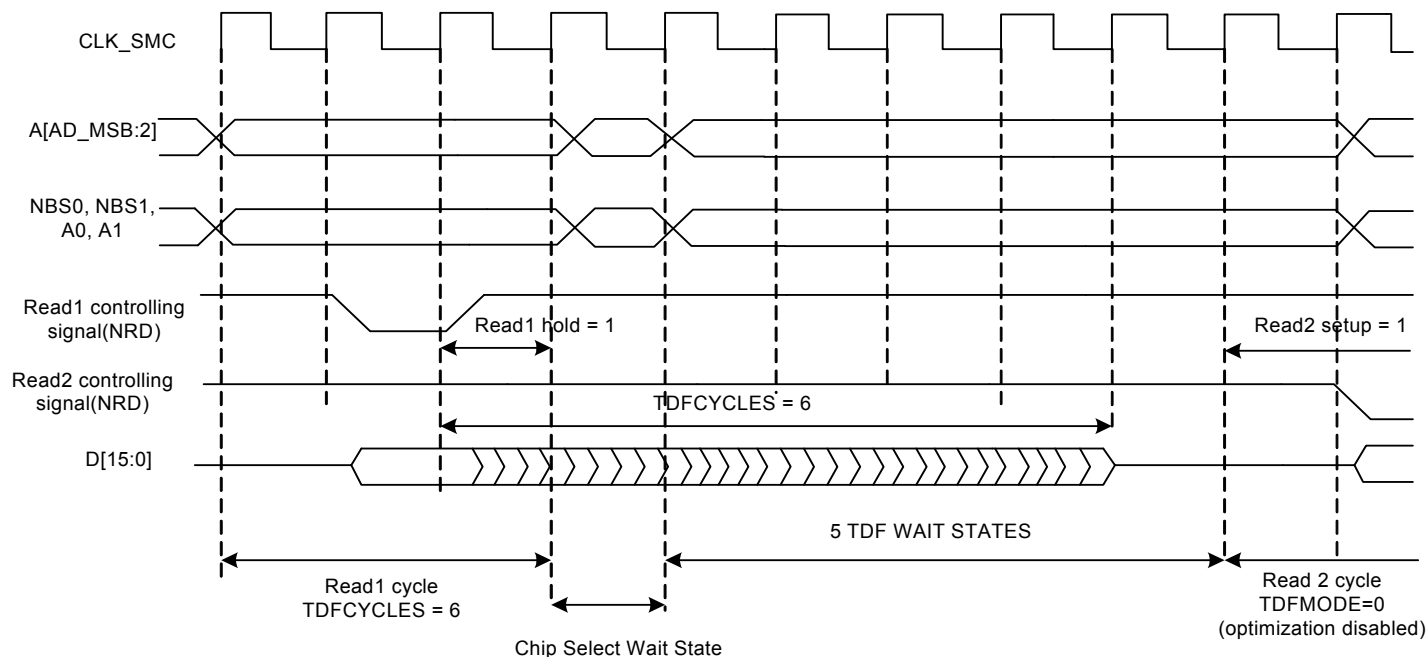 CLK_SMC
A[AD_MSB:2]
NBS0, NBS1,
A0, A1
Read1 controlling
signal(NRD)
Read1 hold = 1
Read2 setup = 1
Read2 controlling
signal(NRD)
TDFCYCLES = 6
D[15:0]
5 TDF WAIT STATES
Read1 cycle
TDFCYCLES = 6
Chip Select Wait State
Read 2 cycle
TDFMODE=0
(optimization disabled)